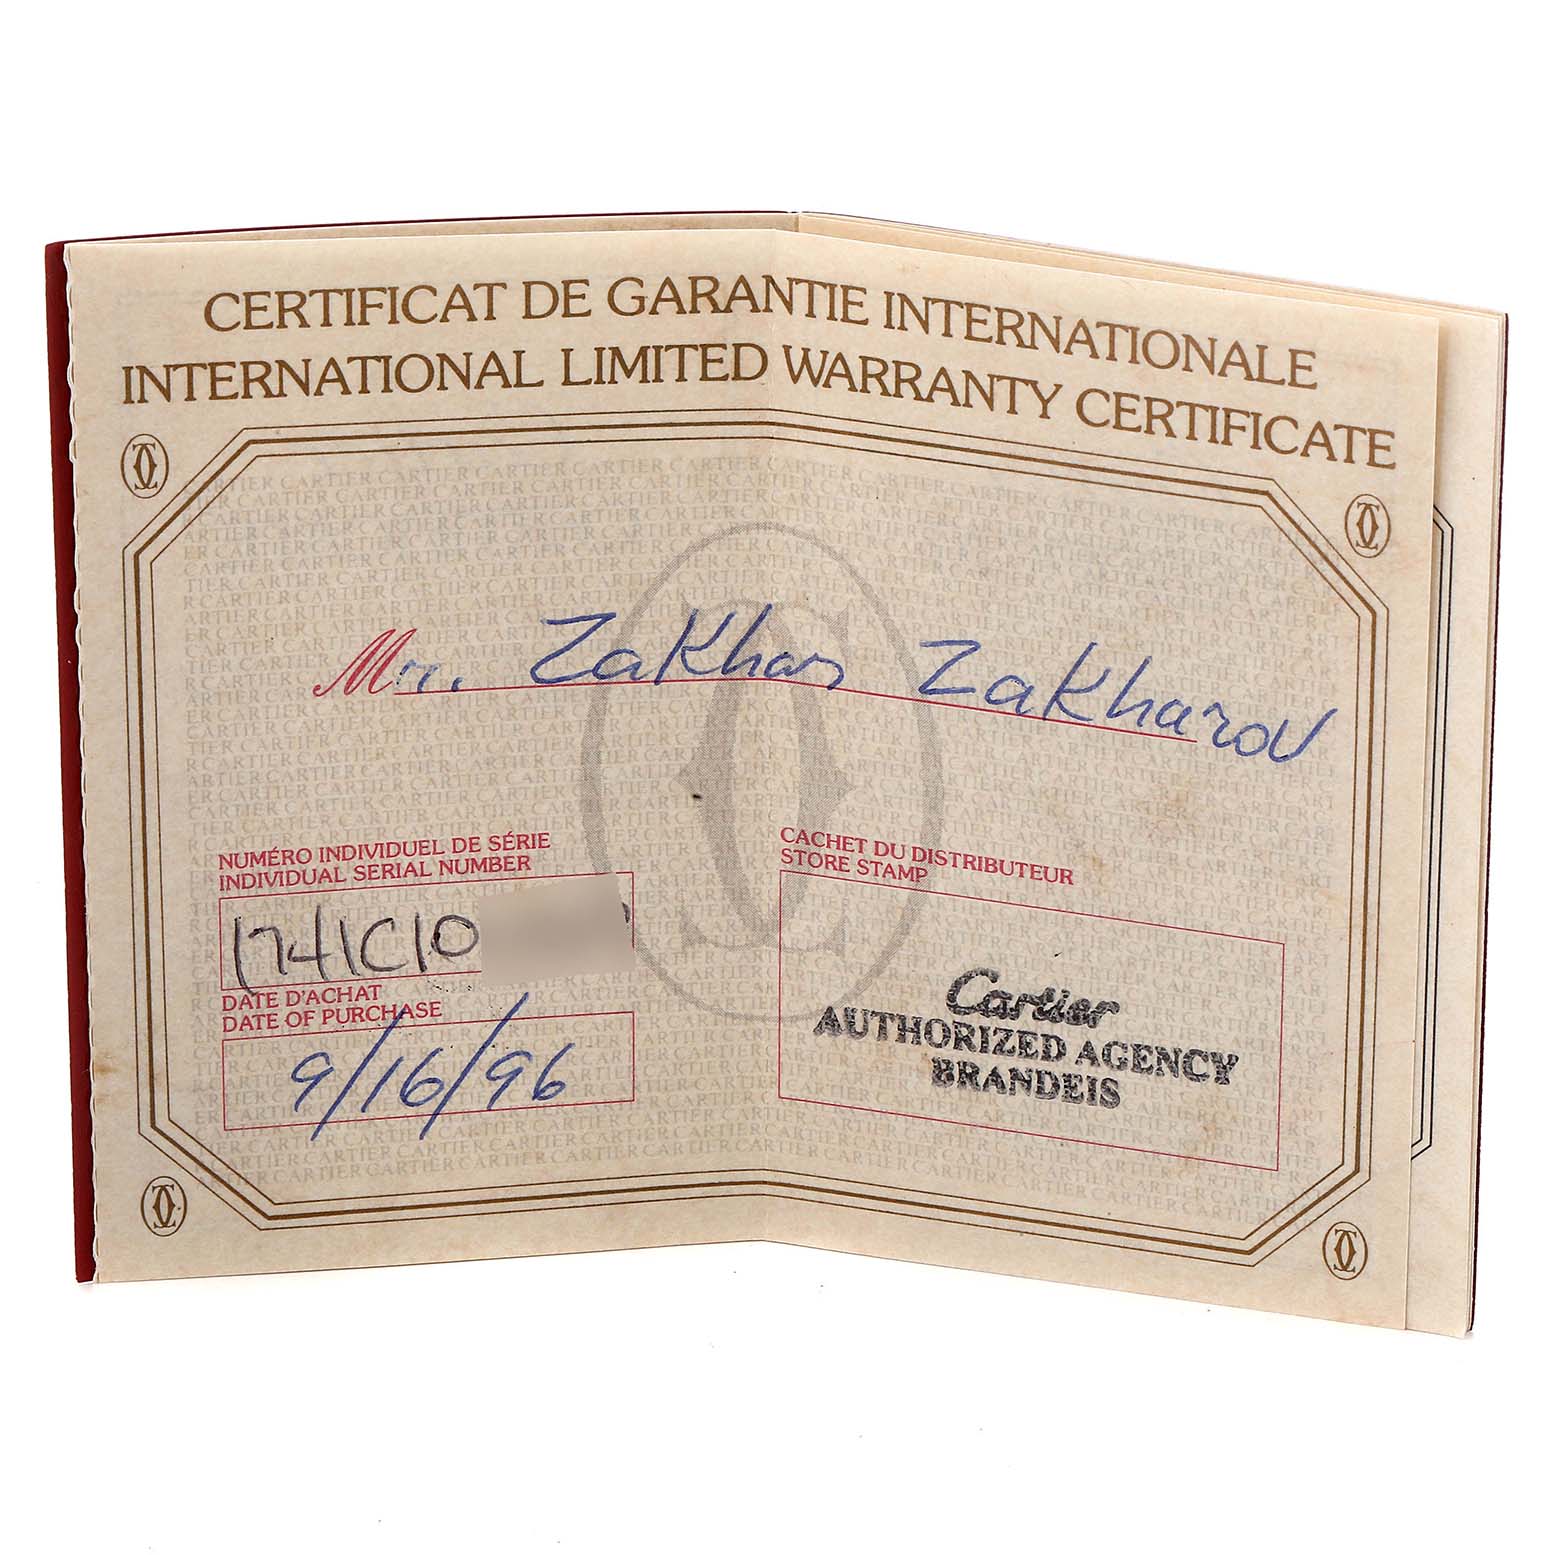 CERTIFICAT DE GARANTIE INTERNATIONALE
INTERNATIONAL LIMITED WARRANTY CERTIFICATE
Mr. Zakhar Zakharov
NUMÉRO INDIVIDUEL DE SÉRIE
INDIVIDUAL SERIAL NUMBER
1741C10
DATE D'ACHAT
DATE OF PURCHASE
9/16/96
CACHET DU DISTRIBUTEUR
STORE STAMP
Cartier
AUTHORIZED AGENCY
BRANDEIS